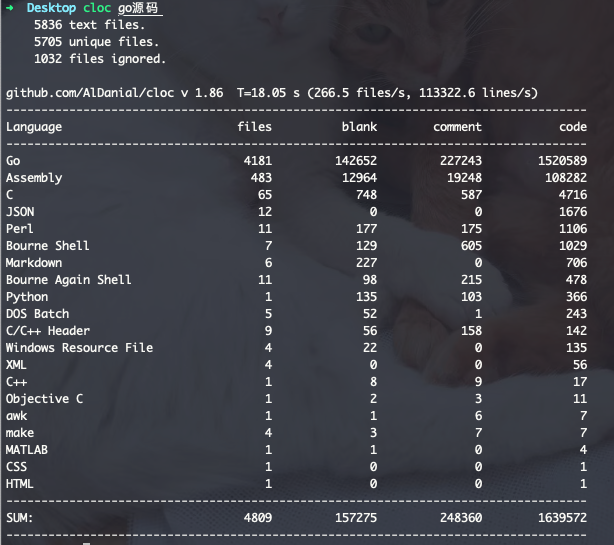 ➜ Desktop cloc go源码
5836 text files.
5705 unique files.
1032 files ignored.
github.com/AlDanial/cloc v 1.86 T=18.05 s (266.5 files/s, 113322.6 lines/s)
-------------------------------------------------------------------------------
Language files blank comment code
-------------------------------------------------------------------------------
Go 4181 142652 227243 1520589
Assembly 483 12964 19248 108282
C 65 748 587 4716
JSON 12 0 0 1676
Perl 11 177 175 1106
Bourne Shell 7 129 605 1029
Markdown 6 227 0 706
Bourne Again Shell 11 98 215 478
Python 1 135 103 366
DOS Batch 5 52 1 243
C/C++ Header 9 56 158 142
Windows Resource File 4 22 0 135
XML 4 0 0 56
C++ 1 8 9 17
Objective C 1 2 3 11
awk 1 1 6 7
make 4 3 7 7
MATLAB 1 1 0 4
CSS 1 0 0 1
HTML 1 0 0 1
-------------------------------------------------------------------------------
SUM: 4809 157275 248360 1639572
-------------------------------------------------------------------------------